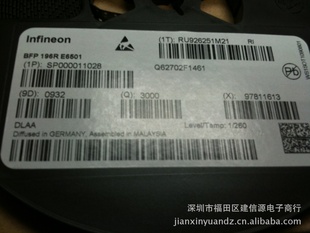 Infineon
(1T): RU926251M21 RI
BFP 196R E6501
(1P): SP000011028
Q62702F1461
(9D): 0932 (Q): 3000 (X): 97811613
DLAA
Diffused in GERMANY, Assembled in MALAYSIA
Level/Temp: 1/260
深圳市福田区建信源电子商行
jianxinyuandz.cn.alibaba.com